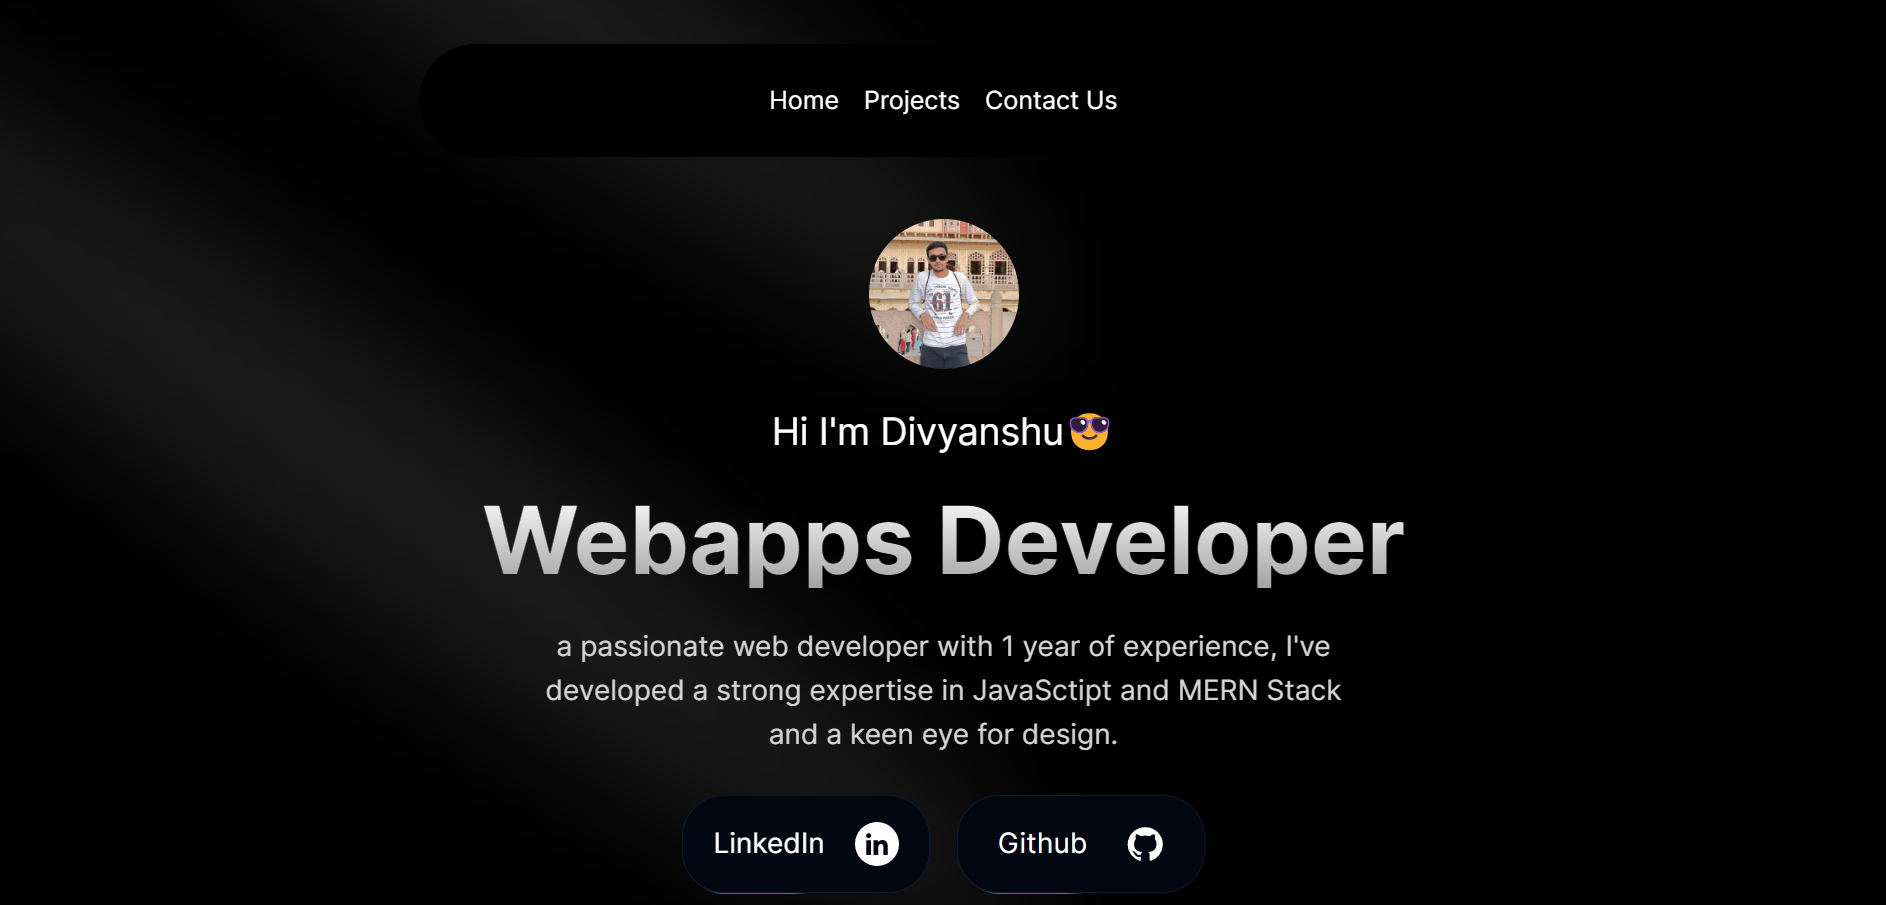 Home Projects Contact Us
61
Hi I'm Divyanshu😎
Webapps Developer
a passionate web developer with 1 year of experience, I've
developed a strong expertise in JavaSctipt and MERN Stack
and a keen eye for design.
LinkedIn in
Github